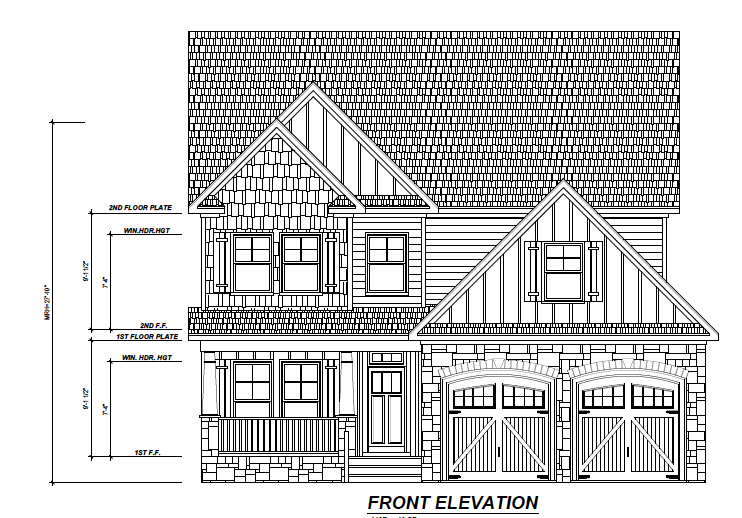 2ND FLOOR PLATE
WIN.HDR.HGT
9'-1 1/2"
7'-4"
MRH=27'-10"
2ND F.F.
1ST FLOOR PLATE
WIN. HDR. HGT
9'-1 1/2"
7'-4"
1ST F.F.
FRONT ELEVATION